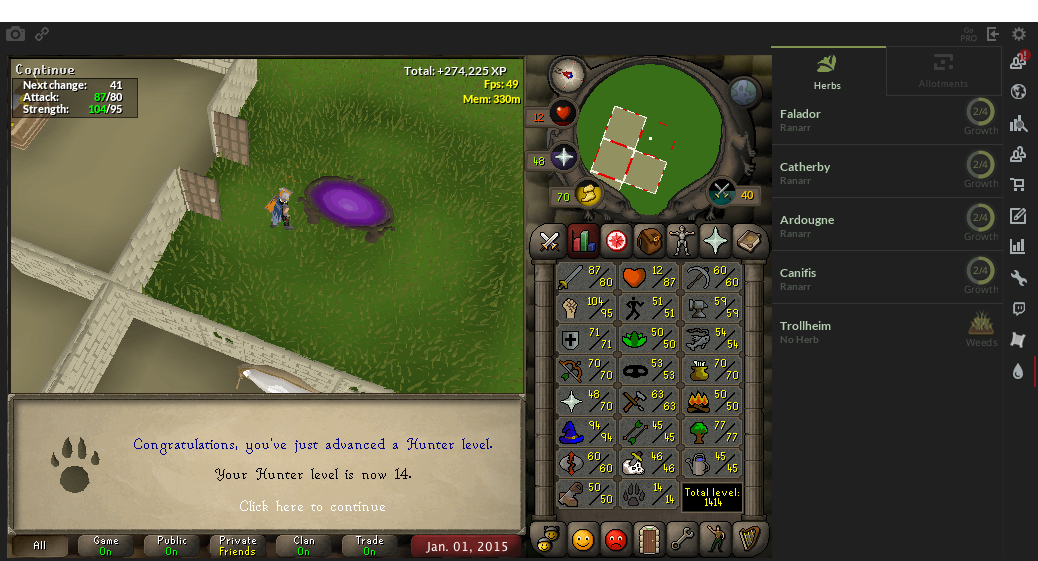 Go
PRO
Continue
Next change: 41
Attack: 87/80
Strength: 104/95
Total: +274,225 XP
Fps: 49
Mem: 330m
12
48
70
40
87/80 12/87 60/60
104/95 51/51 59/59
71/71 50/50 54/54
70/70 53/53 70/70
48/70 63/63 50/50
94/94 45/45 77/77
60/60 46/46 45/45
50/50 14/14 Total level:
1414
Congratulations, you've just advanced a Hunter level.
Your Hunter level is now 14.
Click here to continue
All
Game
On
Public
On
Private
Friends
Clan
On
Trade
On
Jan. 01, 2015
Herbs
Allotments
Falador
Ranarr
2/4
Growth
Catherby
Ranarr
2/4
Growth
Ardougne
Ranarr
2/4
Growth
Canifis
Ranarr
2/4
Growth
Trollheim
No Herb
Weeds